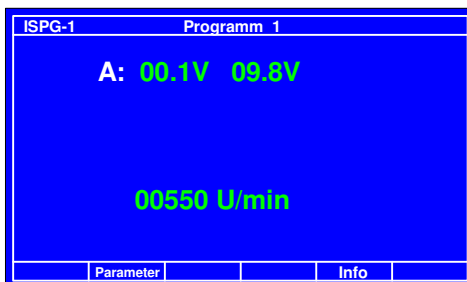 ISPG-1 Programm 1
A: 00.1V 09.8V
00550 U/min
Parameter Info